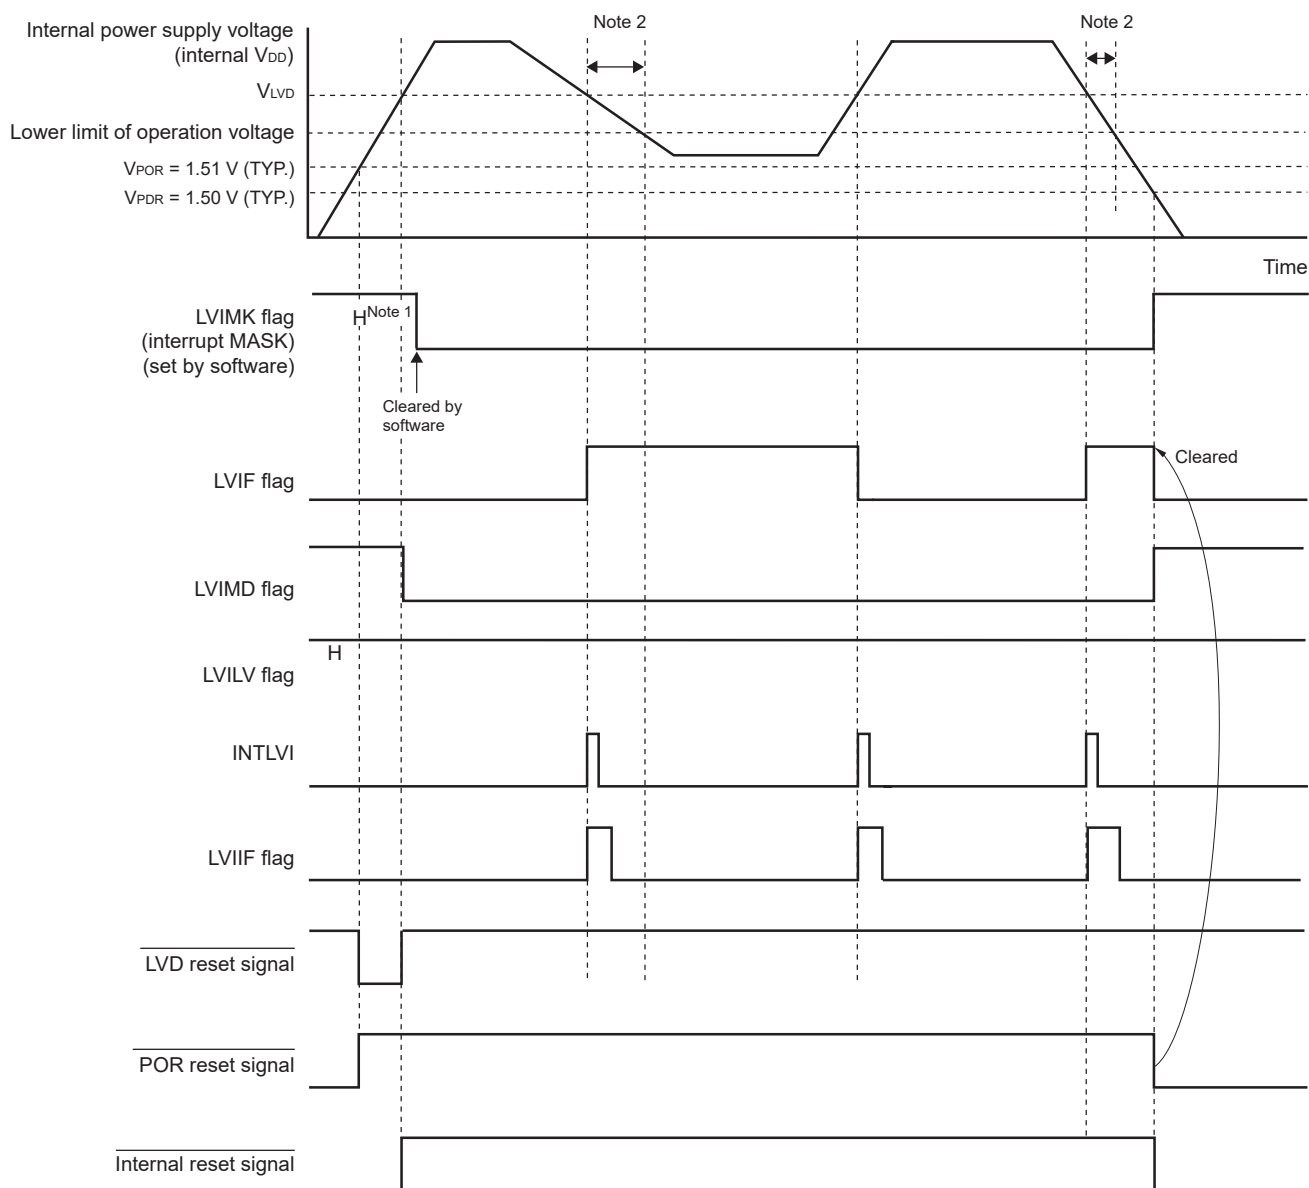 Note 2
Note 2
Internal power supply voltage
(internal VDD)
VLVD
Lower limit of operation voltage
VPOR = 1.51 V (TYP.)
VPDR = 1.50 V (TYP.)
Time
LVIMK flag
(interrupt MASK)
(set by software)
H Note 1
Cleared by
software
LVIF flag
Cleared
LVIMD flag
H
LVILV flag
INTLVI
LVIIF flag
LVD reset signal
POR reset signal
Internal reset signal